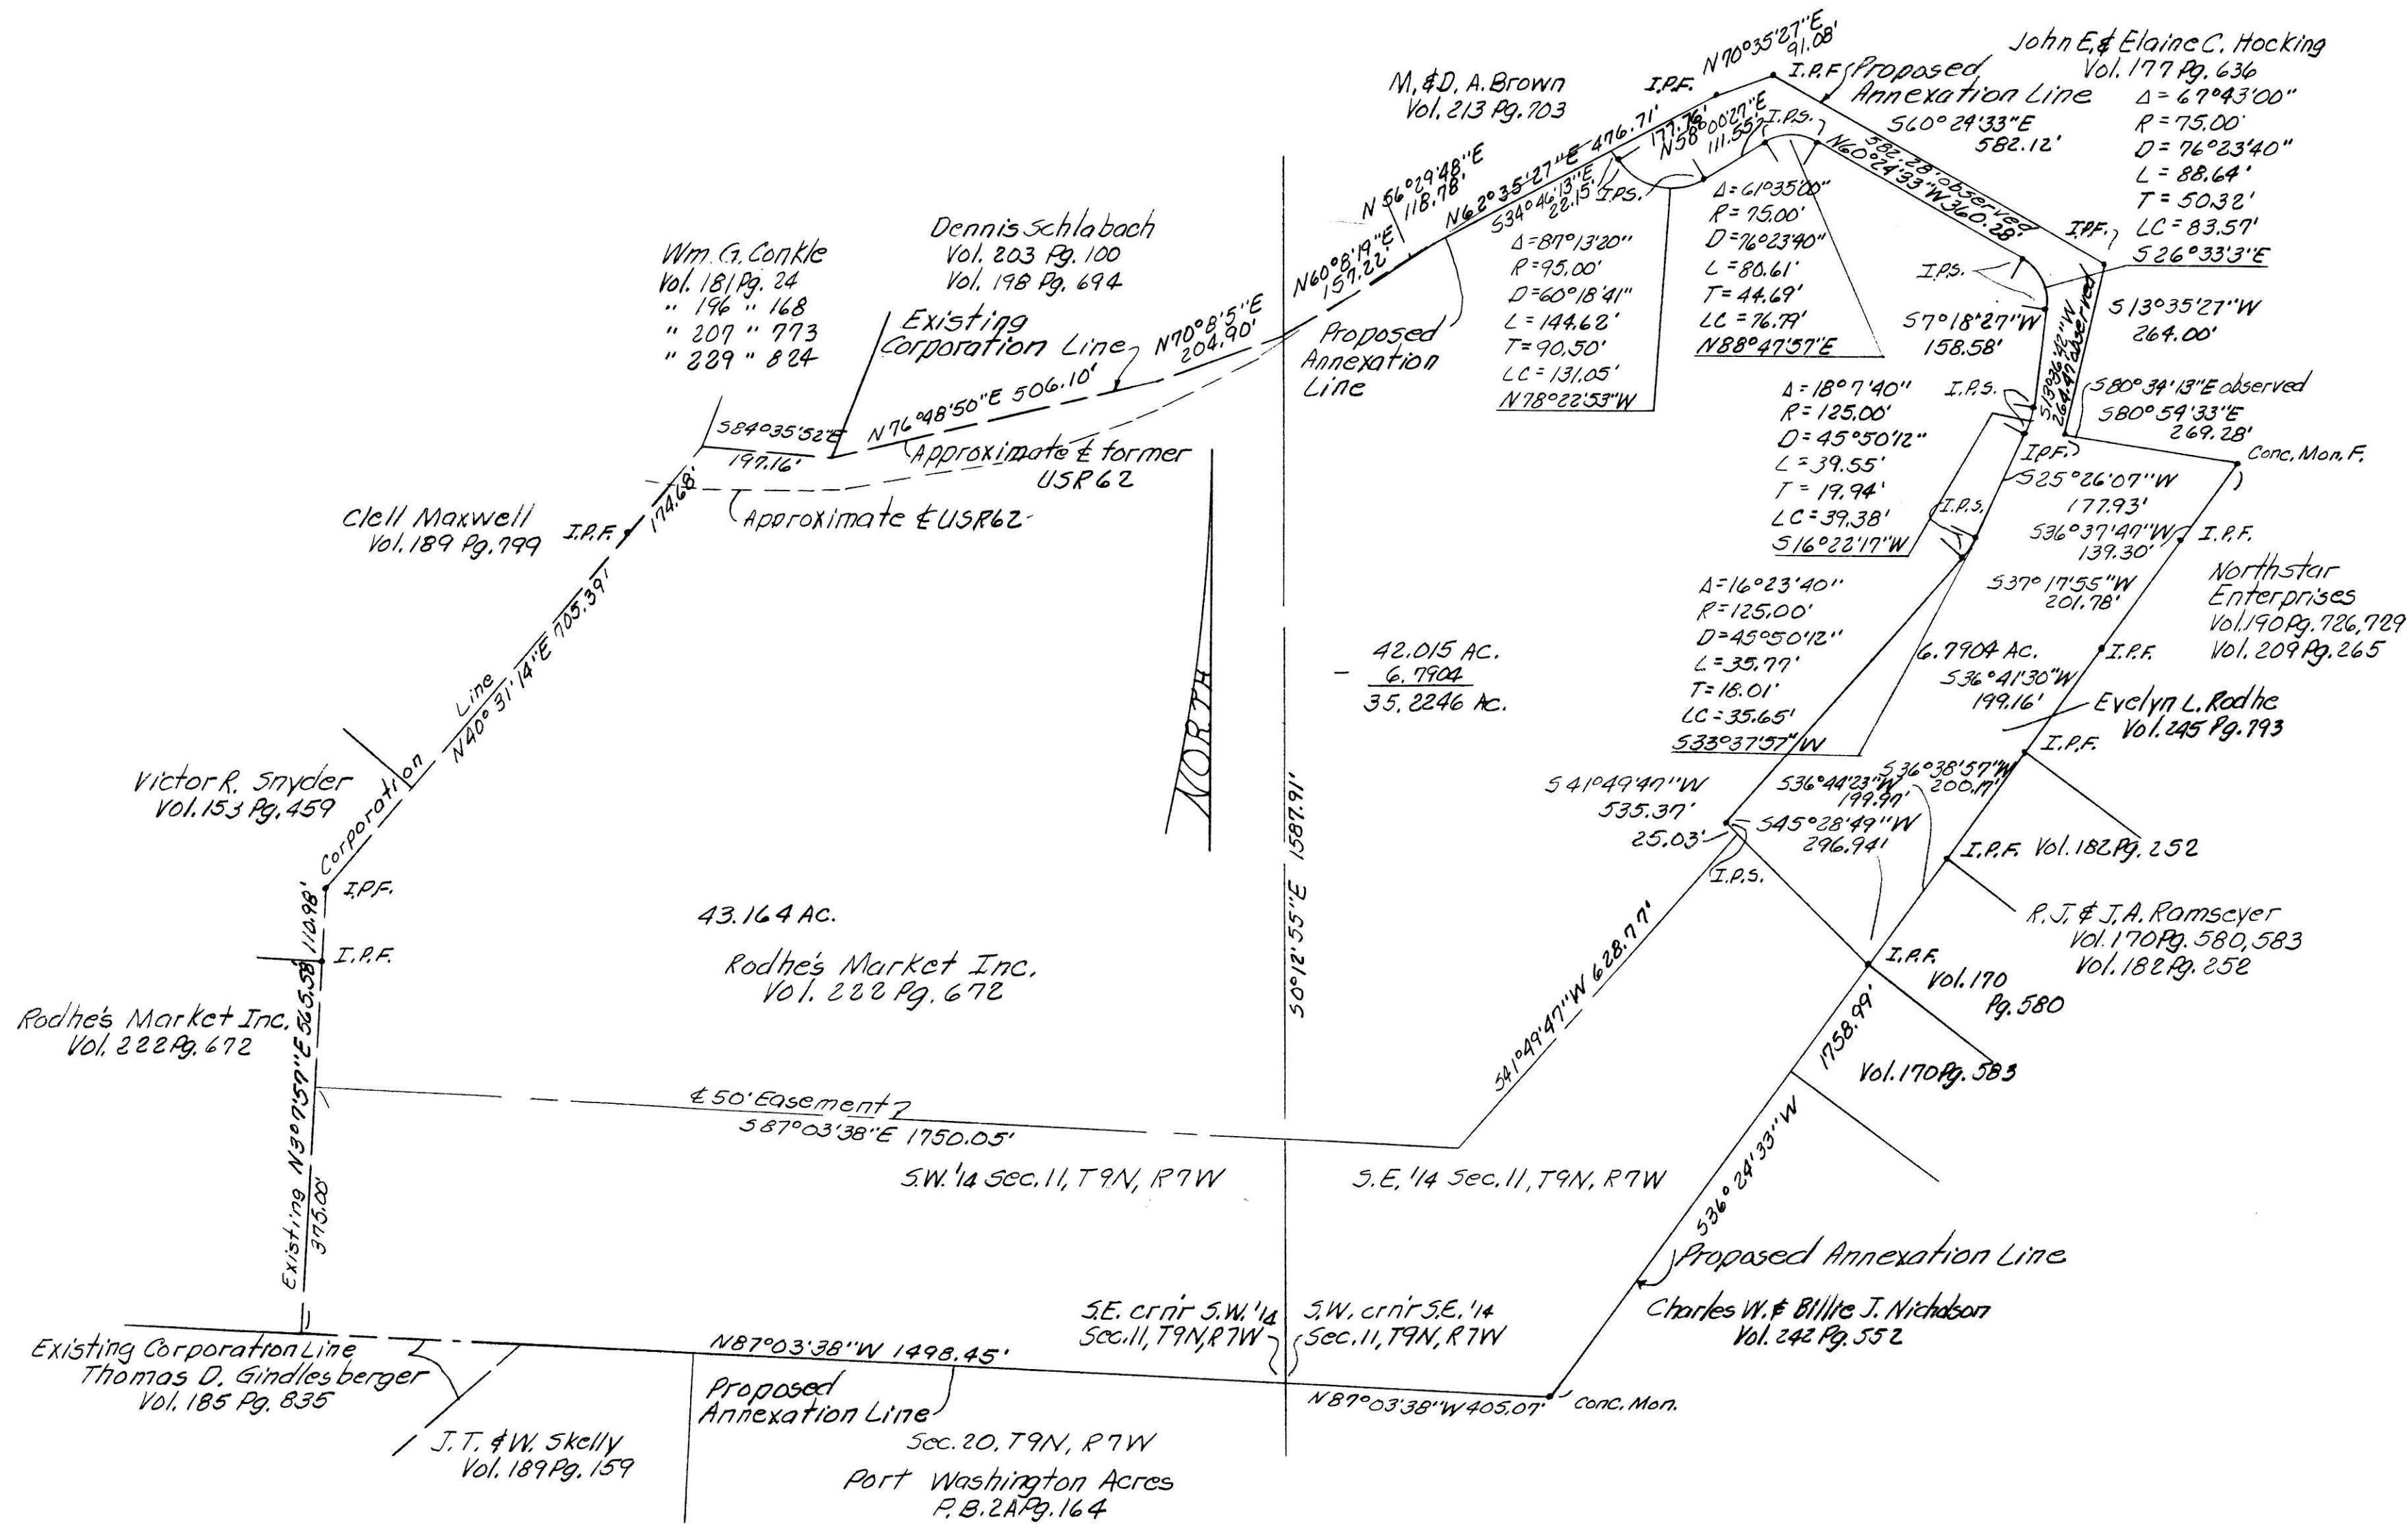 N70°35'27"E
91.08'
John E. & Elaine C. Hocking
Vol. 177 Pg. 636
I.P.F.
I.P.F.
Proposed
Annexation Line
S60°24'33"E
582.12'
582.28' observed
N60°24'33"W 360.28'
Δ = 67°43'00"
R = 75.00'
D = 76°23'40"
L = 88.64'
T = 50.32'
LC = 83.57'
S26°33'3"E
I.P.F.
M. & D. A. Brown
Vol. 213 Pg. 703
N62°35'27"E 476.71'
177.76'
N58°00'27"E
111.55'
I.P.S.
S34°46'13"E
22.15'
I.P.S.
N56°29'48"E
118.78'
N60°8'19"E
157.22'
N70°8'5"E
204.90'
Dennis Schlabach
Vol. 203 Pg. 100
Vol. 198 Pg. 694
Wm. G. Conkle
Vol. 181 Pg. 24
" 196 " 168
" 207 " 773
" 229 " 824
Existing
Corporation Line
N76°48'50"E 506.10'
S84°35'52"E
197.16'
Approximate ℄ former
USR62
Approximate ℄ USR62
Proposed
Annexation
Line
Δ = 87°13'20"
R = 95.00'
D = 60°18'41"
L = 144.62'
T = 90.50'
LC = 131.05'
N78°22'53"W
Δ = 61°35'00"
R = 75.00'
D = 76°23'40"
L = 80.61'
T = 44.69'
LC = 76.79'
N88°47'57"E
I.P.S.
S7°18'27"W
158.58'
S13°36'42"W
264.47' observed
S13°35'27"W
264.00'
S80°34'13"E observed
S80°59'33"E
269.28'
Conc. Mon. F.
I.P.F.
I.P.S.
Δ = 18°7'40"
R = 125.00'
D = 45°50'12"
L = 39.55'
T = 19.94'
LC = 39.38'
S16°22'17"W
S25°26'07"W
177.93'
I.P.S.
S36°37'47"W
139.30'
I.P.F.
S37°17'55"W
201.78'
Northstar
Enterprises
Vol. 190 Pg. 726, 729
Vol. 209 Pg. 265
I.P.F.
6.7904 AC.
S36°41'30"W
199.16'
Evelyn L. Rodhe
Vol. 245 Pg. 793
I.P.F.
Δ = 16°23'40"
R = 125.00'
D = 45°50'12"
L = 35.77'
T = 18.01'
LC = 35.65'
S33°37'57"W
S36°38'57"W
200.17'
S36°44'23"W
199.97'
S41°49'47"W
535.37'
25.03'
S45°28'49"W
296.94'
I.P.S.
I.P.F. Vol. 182 Pg. 252
R. J. & J. A. Ramseyer
Vol. 170 Pg. 580, 583
Vol. 182 Pg. 252
I.P.F.
Vol. 170
Pg. 580
Vol. 170 Pg. 583
1758.99'
S36°24'33"W
Clell Maxwell
Vol. 189 Pg. 799
I.P.F.
174.68'
N40°31'14"E 705.39'
Line
Corporation
Victor R. Snyder
Vol. 153 Pg. 459
I.P.F.
110.98'
I.P.F.
NORTH
42.015 AC.
- 6.7904
35.2246 AC.
S0°12'55"E 1587.91'
43.164 AC.
Rodhe's Market Inc.
Vol. 222 Pg. 672
Rodhe's Market Inc.
Vol. 222 Pg. 672
Existing N3°07'57"E 565.58'
375.00'
S41°49'47"W 628.77'
℄ 50' Easement
S87°03'38"E 1750.05'
S.W. 1/4 Sec. 11, T9N, R7W
S.E. 1/4 Sec. 11, T9N, R7W
Proposed Annexation Line
Charles W. & Billie J. Nicholson
Vol. 242 Pg. 552
S.E. crn'r S.W. 1/4
Sec. 11, T9N, R7W
S.W. crn'r S.E. 1/4
Sec. 11, T9N, R7W
N87°03'38"W 1498.45'
N87°03'38"W 405.07'
Conc. Mon.
Existing Corporation Line
Thomas D. Gindlesberger
Vol. 185 Pg. 835
J. T. & W. Skelly
Vol. 189 Pg. 159
Proposed
Annexation Line
Sec. 20, T9N, R7W
Port Washington Acres
P.B. 2A Pg. 164